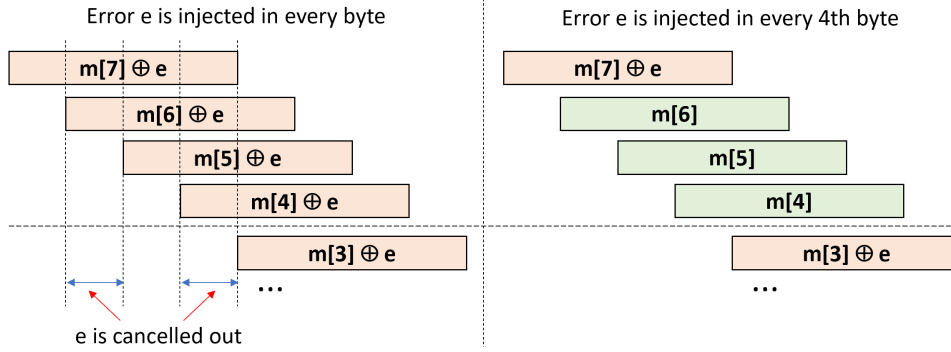 Error e is injected in every byte
m[7] ⊕ e
m[6] ⊕ e
m[5] ⊕ e
m[4] ⊕ e
m[3] ⊕ e
...
e is cancelled out
Error e is injected in every 4th byte
m[7] ⊕ e
m[6]
m[5]
m[4]
m[3] ⊕ e
...